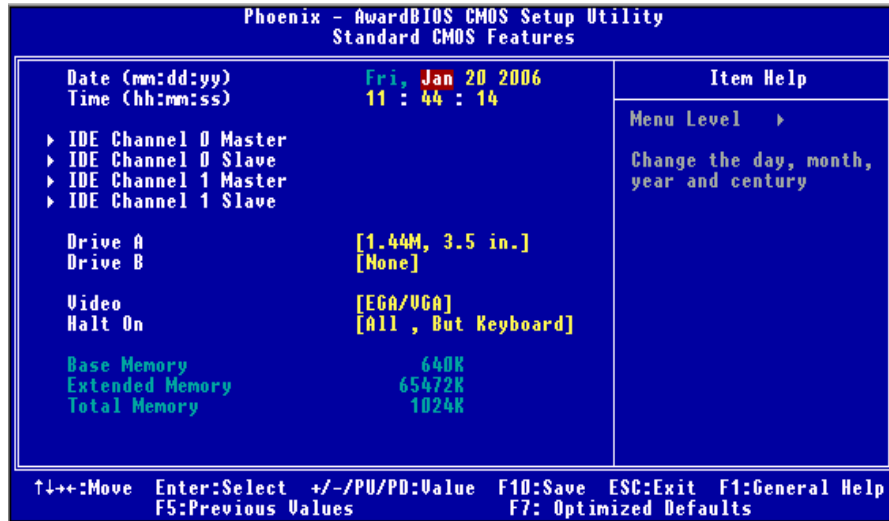 Phoenix - AwardBIOS CMOS Setup Utility
Standard CMOS Features
Date (mm:dd:yy) Fri, Jan 20 2006
Time (hh:mm:ss) 11 : 44 : 14
▶ IDE Channel 0 Master
▶ IDE Channel 0 Slave
▶ IDE Channel 1 Master
▶ IDE Channel 1 Slave
Drive A [1.44M, 3.5 in.]
Drive B [None]
Video [EGA/VGA]
Halt On [All , But Keyboard]
Base Memory 640K
Extended Memory 65472K
Total Memory 1024K
Item Help
Menu Level ▶
Change the day, month,
year and century
↑↓→←:Move Enter:Select +/-/PU/PD:Value F10:Save ESC:Exit F1:General Help
F5:Previous Values F7: Optimized Defaults